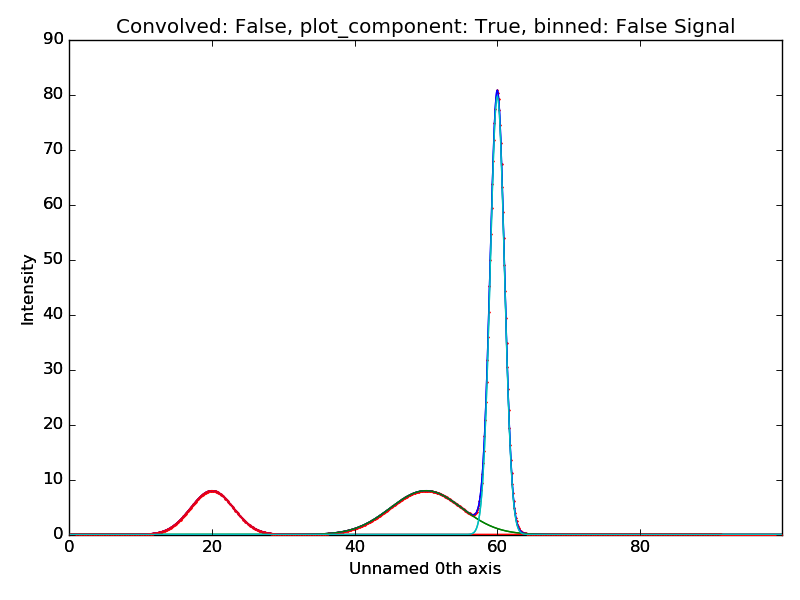 Convolved: False, plot_component: True, binned: False Signal
90
80
70
60
50
40
30
20
10
0
Intensity
0 20 40 60 80
Unnamed 0th axis